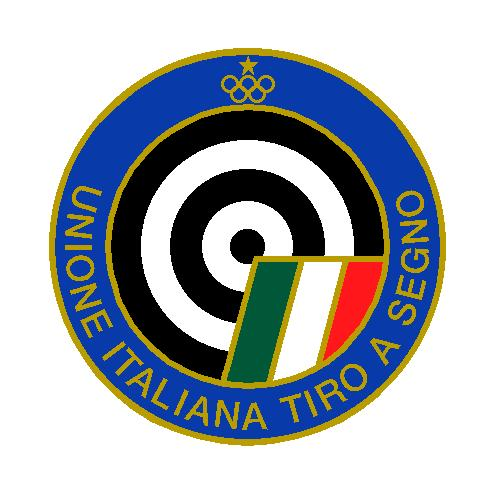 UNIONE ITALIANA TIRO A SEGNO